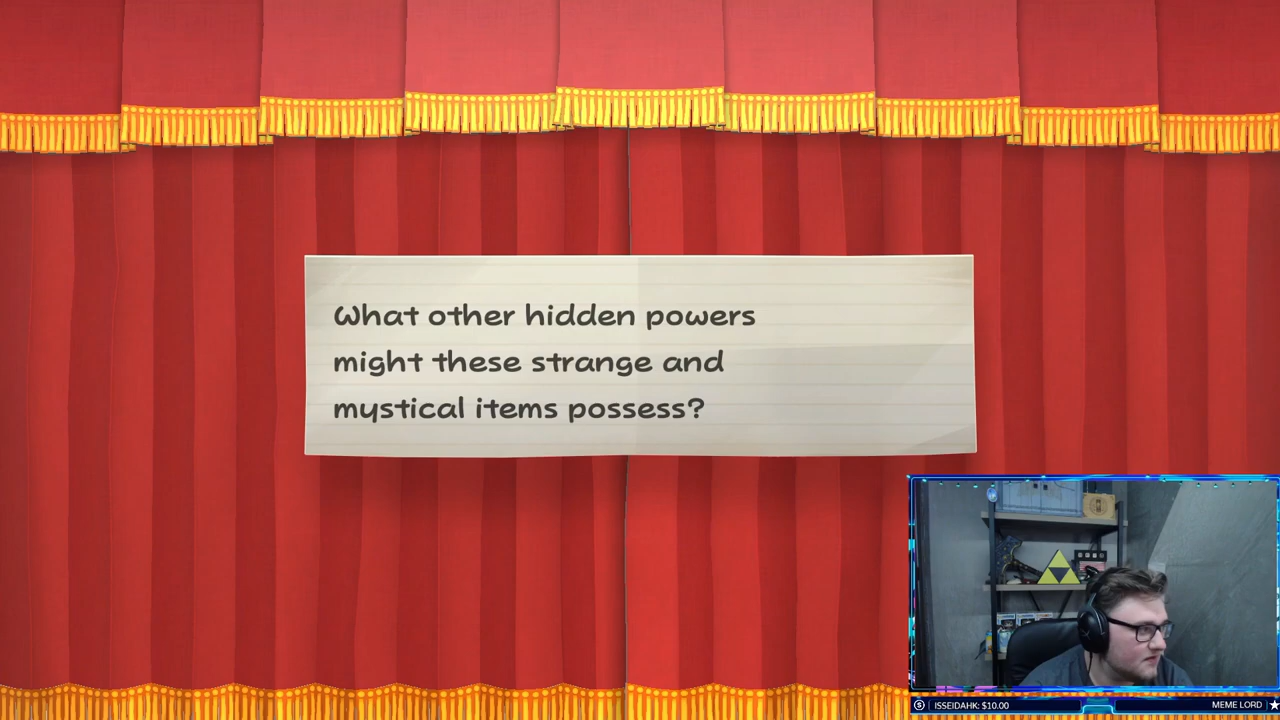 What other hidden powers
might these strange and
mystical items possess?
ISSEIDAHK: $10.00
MEME LORD